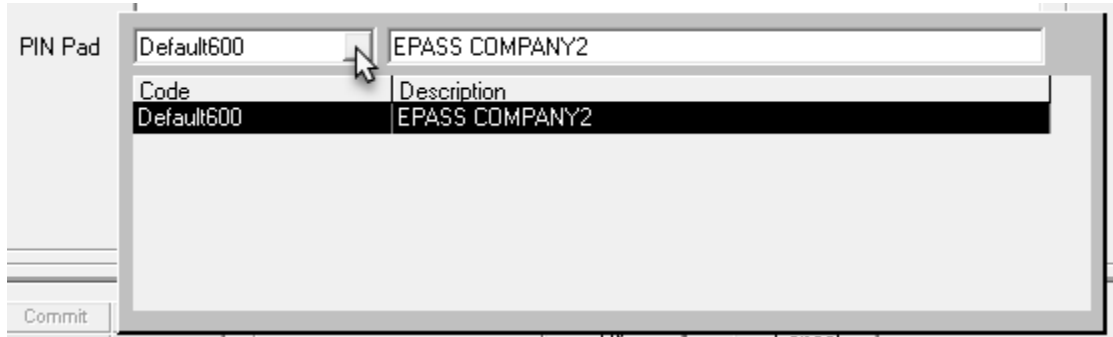 PIN Pad Default600 EPASS COMPANY2
Code Description
Default600 EPASS COMPANY2
Commit